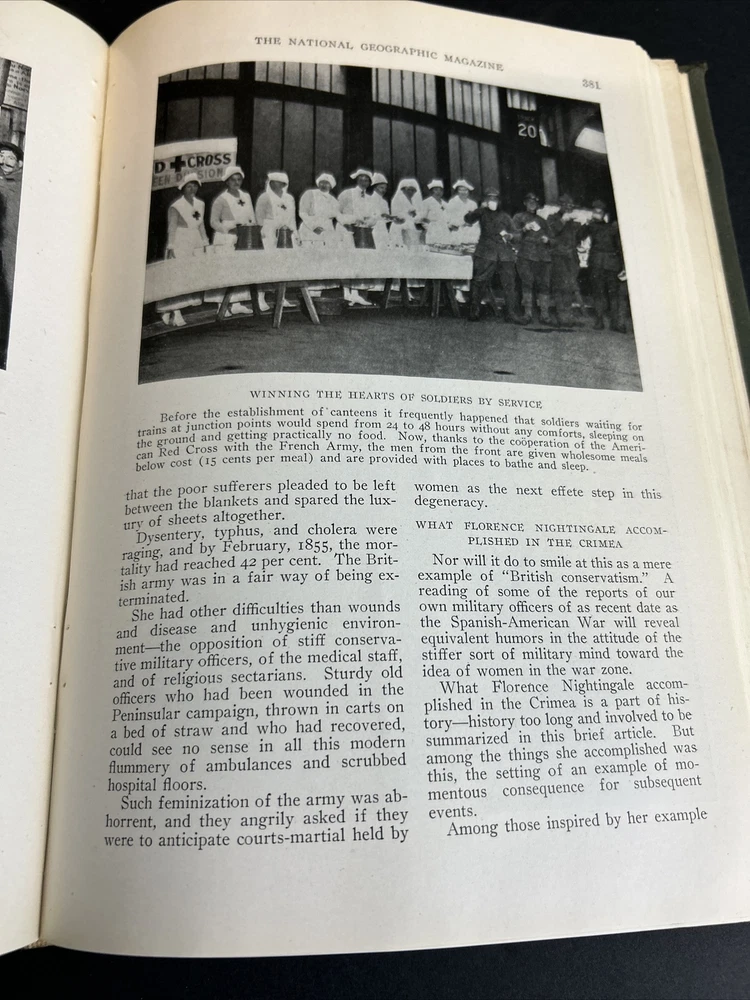 THE NATIONAL GEOGRAPHIC MAGAZINE
381
20
D CROSS
EN DIVISION
WINNING THE HEARTS OF SOLDIERS BY SERVICE
Before the establishment of canteens it frequently happened that soldiers waiting for
trains at junction points would spend from 24 to 48 hours without any comforts, sleeping on
the ground and getting practically no food. Now, thanks to the coöperation of the Ameri-
can Red Cross with the French Army, the men from the front are given wholesome meals
below cost (15 cents per meal) and are provided with places to bathe and sleep.
that the poor sufferers pleaded to be left
between the blankets and spared the lux-
ury of sheets altogether.
Dysentery, typhus, and cholera were
raging, and by February, 1855, the mor-
tality had reached 42 per cent. The Brit-
ish army was in a fair way of being ex-
terminated.
She had other difficulties than wounds
and disease and unhygienic environ-
ment—the opposition of stiff conserva-
tive military officers, of the medical staff,
and of religious sectarians. Sturdy old
officers who had been wounded in the
Peninsular campaign, thrown in carts on
a bed of straw and who had recovered,
could see no sense in all this modern
flummery of ambulances and scrubbed
hospital floors.
Such feminization of the army was ab-
horrent, and they angrily asked if they
were to anticipate courts-martial held by
women as the next effete step in this
degeneracy.
WHAT FLORENCE NIGHTINGALE ACCOM-
PLISHED IN THE CRIMEA
Nor will it do to smile at this as a mere
example of "British conservatism." A
reading of some of the reports of our
own military officers of as recent date as
the Spanish-American War will reveal
equivalent humors in the attitude of the
stiffer sort of military mind toward the
idea of women in the war zone.
What Florence Nightingale accom-
plished in the Crimea is a part of his-
tory—history too long and involved to be
summarized in this brief article. But
among the things she accomplished was
this, the setting of an example of mo-
mentous consequence for subsequent
events.
Among those inspired by her example